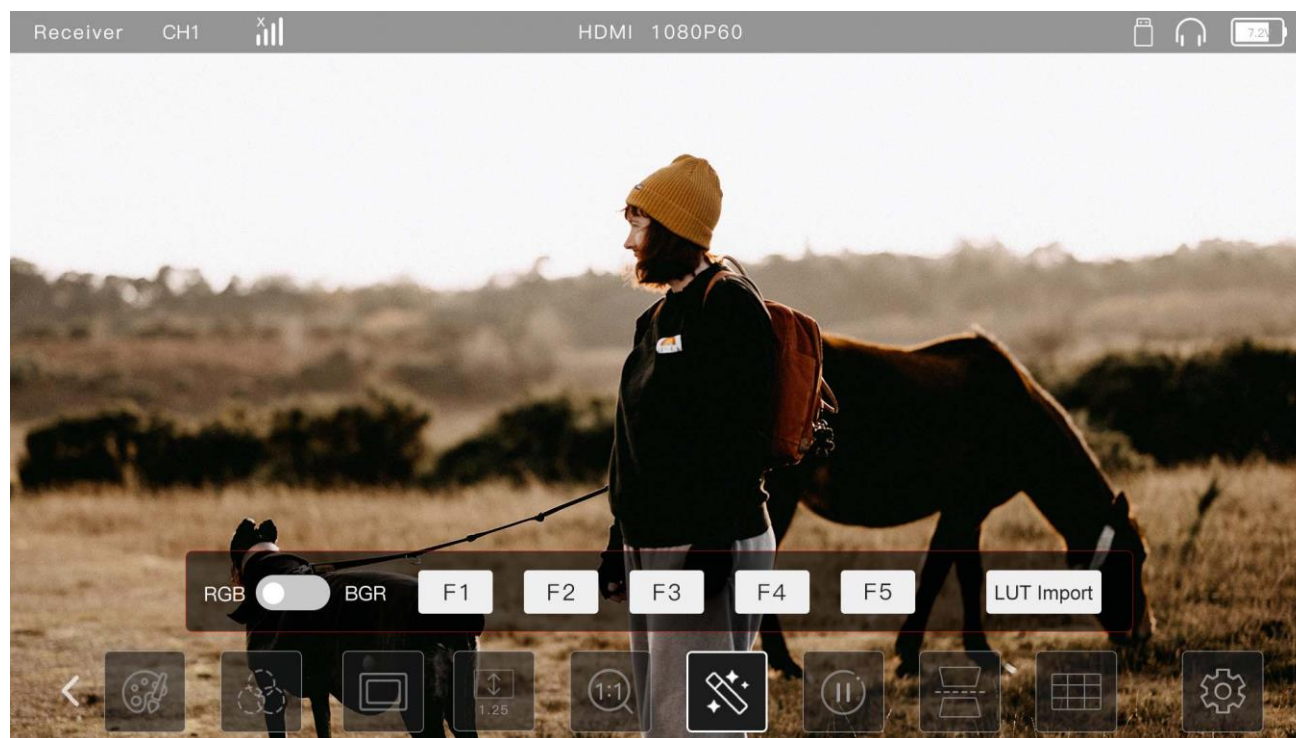 Receiver CH1 X HDMI 1080P60 7.2V
RGB BGR F1 F2 F3 F4 F5 LUT Import
1.25 1:1